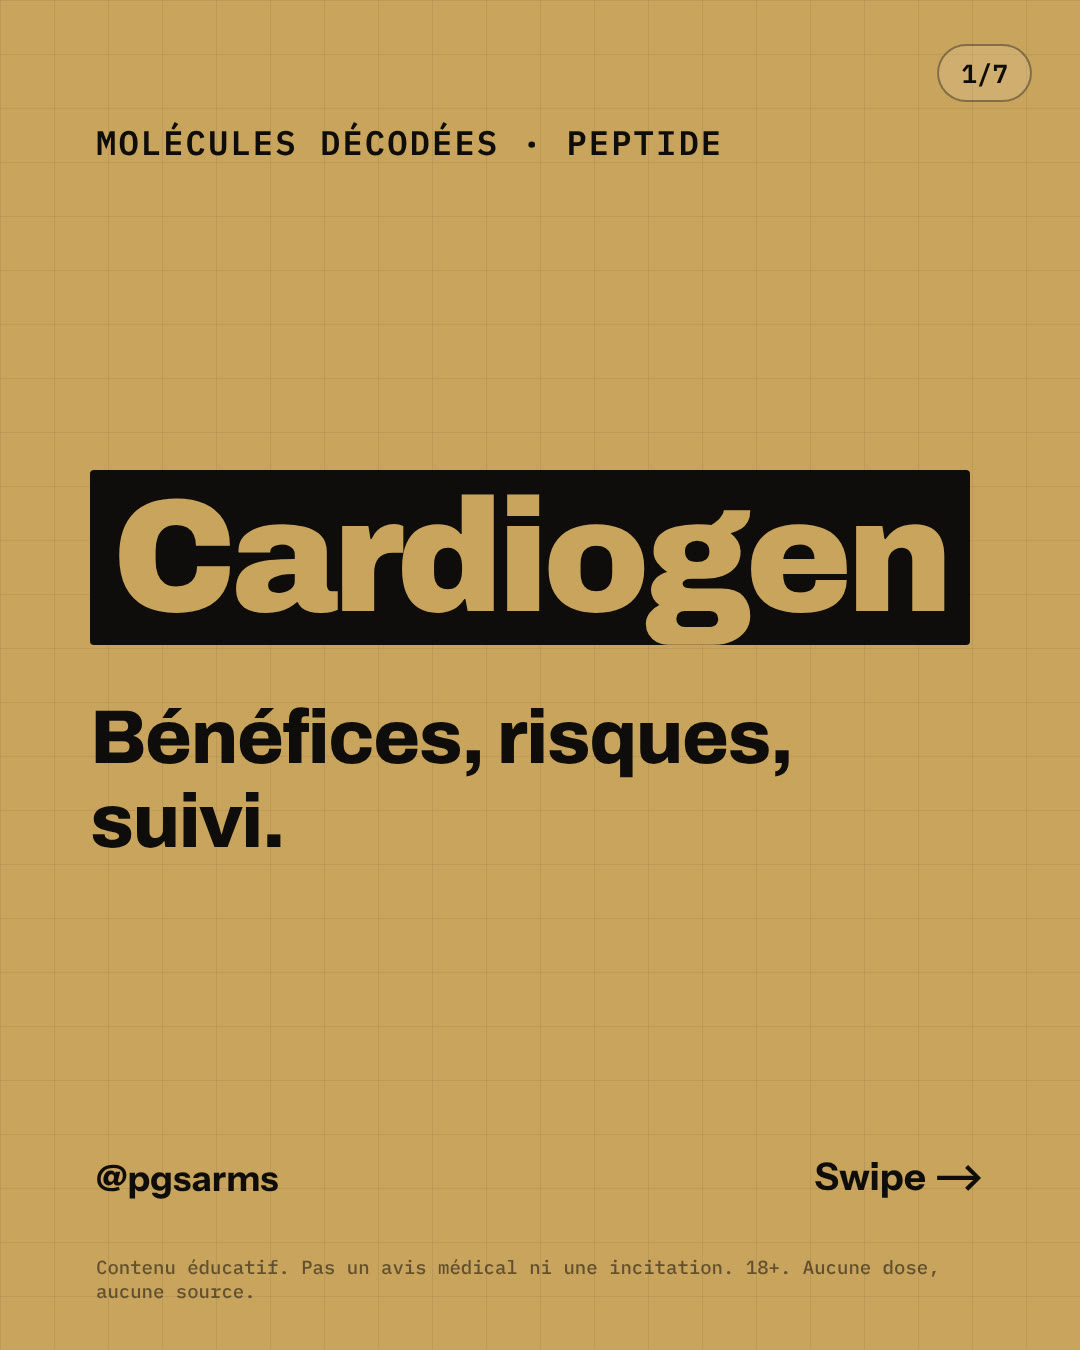 1/7
MOLÉCULES DÉCODÉES · PEPTIDE
Cardiogen
Bénéfices, risques,
suivi.
@pgsarms
Swipe →
Contenu éducatif. Pas un avis médical ni une incitation. 18+. Aucune dose,
aucune source.